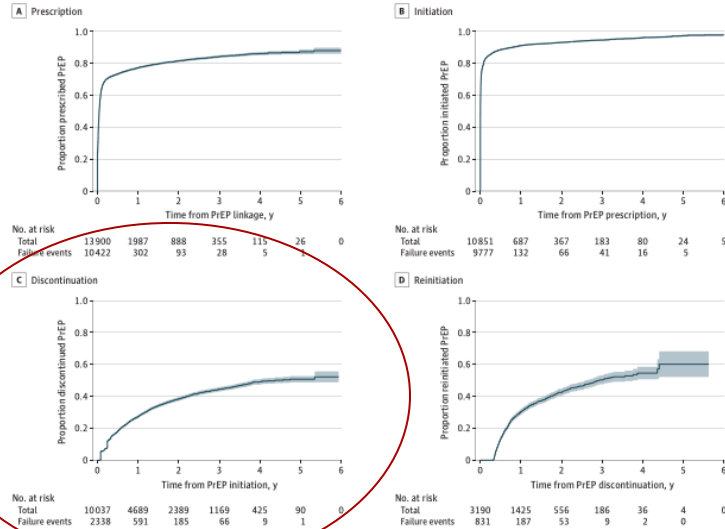 A Prescription
1.0
0.8
0.6
0.4
0.2
0
Proportion prescribed PrEP
0 1 2 3 4 5 6
Time from PrEP linkage, y
No. at risk
Total 13900 1987 888 355 115 26 0
Failure events 10422 302 93 28 5 1
B Initiation
1.0
0.8
0.6
0.4
0.2
0
Proportion initiated PrEP
0 1 2 3 4 5 6
Time from PrEP prescription, y
No. at risk
Total 10851 687 367 183 80 24
Failure events 9777 132 66 41 16 5
C Discontinuation
1.0
0.8
0.6
0.4
0.2
0
Proportion discontinued PrEP
0 1 2 3 4 5 6
Time from PrEP initiation, y
No. at risk
Total 10037 4689 2389 1169 425 90 0
Failure events 2338 591 185 66 9 1
D Reinitiation
1.0
0.8
0.6
0.4
0.2
0
Proportion reinitiated PrEP
0 1 2 3 4 5 6
Time from PrEP discontinuation, y
No. at risk
Total 3190 1425 556 186 36 4
Failure events 831 187 53 9 2 0